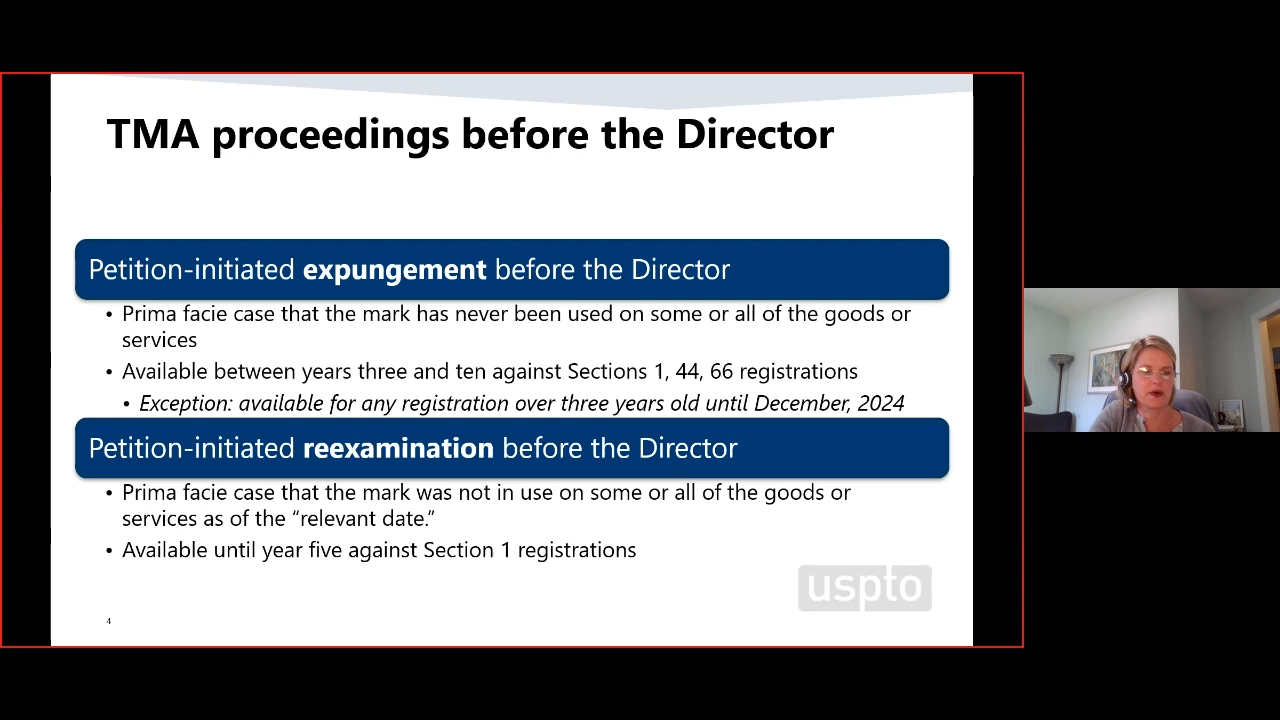 TMA proceedings before the Director
Petition-initiated expungement before the Director
• Prima facie case that the mark has never been used on some or all of the goods or
services
• Available between years three and ten against Sections 1, 44, 66 registrations
• Exception: available for any registration over three years old until December, 2024
Petition-initiated reexamination before the Director
• Prima facie case that the mark was not in use on some or all of the goods or
services as of the “relevant date.”
• Available until year five against Section 1 registrations
uspto
4